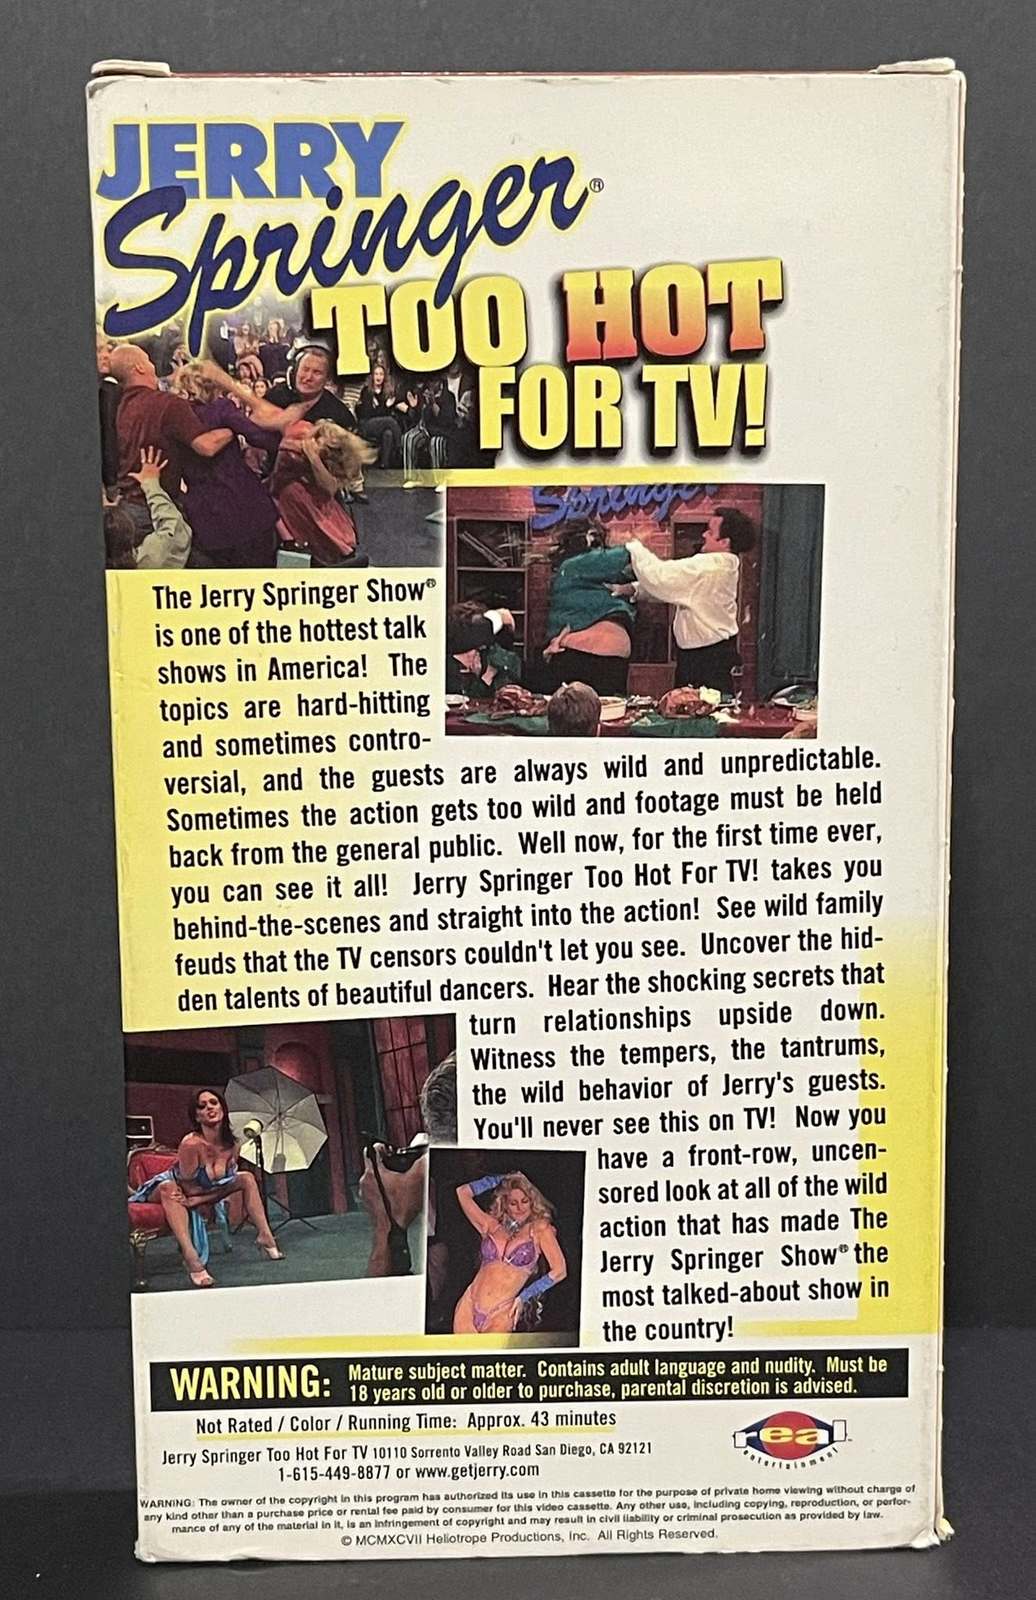 JERRY
Springer®
TOO HOT
FOR TV!
Springer
The Jerry Springer Show®
is one of the hottest talk
shows in America! The
topics are hard-hitting
and sometimes contro-
versial, and the guests are always wild and unpredictable.
Sometimes the action gets too wild and footage must be held
back from the general public. Well now, for the first time ever,
you can see it all! Jerry Springer Too Hot For TV! takes you
behind-the-scenes and straight into the action! See wild family
feuds that the TV censors couldn't let you see. Uncover the hid-
den talents of beautiful dancers. Hear the shocking secrets that
turn relationships upside down.
Witness the tempers, the tantrums,
the wild behavior of Jerry's guests.
You'll never see this on TV! Now you
have a front-row, uncen-
sored look at all of the wild
action that has made The
Jerry Springer Show® the
most talked-about show in
the country!
WARNING: Mature subject matter. Contains adult language and nudity. Must be
18 years old or older to purchase, parental discretion is advised.
Not Rated / Color / Running Time: Approx. 43 minutes
Jerry Springer Too Hot For TV 10110 Sorrento Valley Road San Diego, CA 92121
1-615-449-8877 or www.getjerry.com
real
entertainment
WARNING: The owner of the copyright in this program has authorized its use in this cassette for the purpose of private home viewing without charge of
any kind other than a purchase price or rental fee paid by consumer for this video cassette. Any other use, including copying, reproduction, or perfor-
mance of any of the material in it, is an infringement of copyright and may result in civil liability or criminal prosecution as provided by law.
© MCMXCVII Heliotrope Productions, Inc. All Rights Reserved.